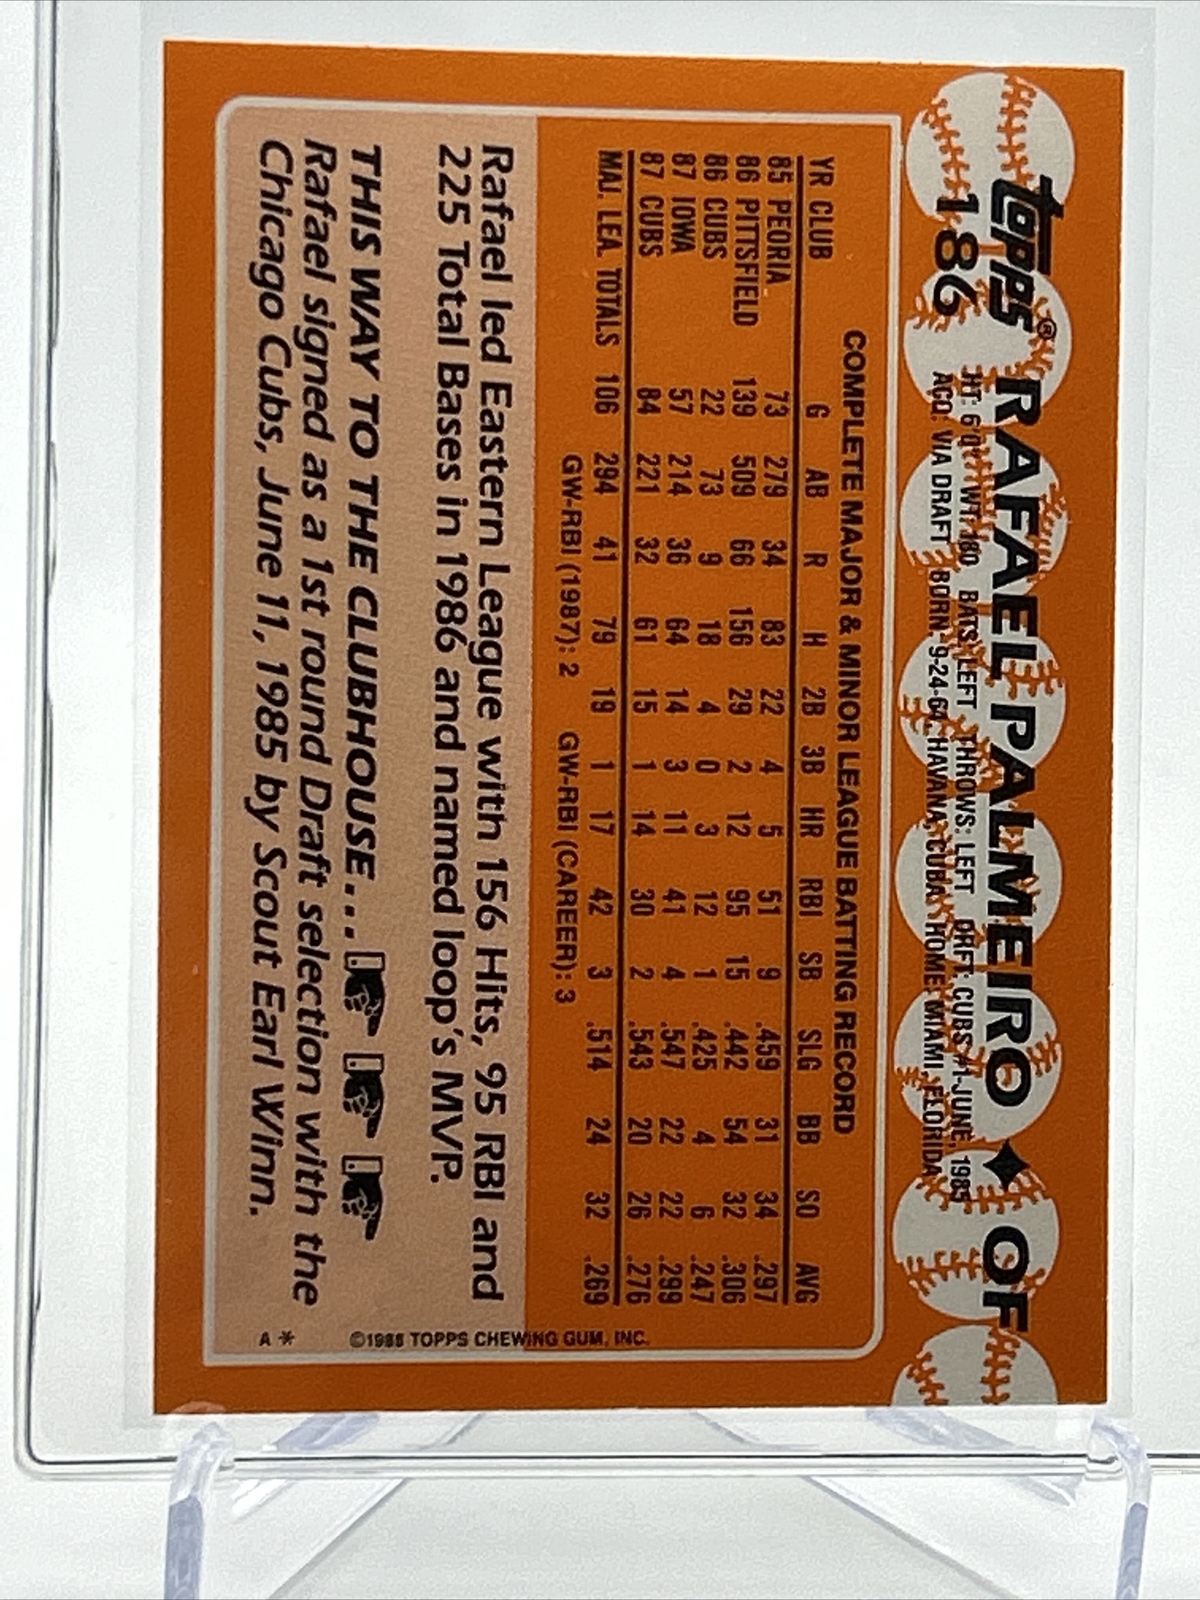 topps® RAFAEL PALMEIRO ✦ OF
186 HT: 6'0" WT: 180 BATS: LEFT THROWS: LEFT DRFT: CUBS #1-JUNE, 1985
ACQ: VIA DRAFT BORN: 9-24-64, HAVANA, CUBA HOME: MIAMI, FLORIDA
COMPLETE MAJOR & MINOR LEAGUE BATTING RECORD
YR CLUB G AB R H 2B 3B HR RBI SB SLG BB SO AVG
85 PEORIA 73 279 34 83 22 4 5 51 9 .459 31 34 .297
86 PITTSFIELD 139 509 66 156 29 2 12 95 15 .442 54 32 .306
86 CUBS 22 73 9 18 4 0 3 12 1 .425 4 6 .247
87 IOWA 57 214 36 64 14 3 11 41 4 .547 22 22 .299
87 CUBS 84 221 32 61 15 1 14 30 2 .543 20 26 .276
MAJ. LEA. TOTALS 106 294 41 79 19 1 17 42 3 .514 24 32 .269
GW-RBI (1987): 2 GW-RBI (CAREER): 3
Rafael led Eastern League with 156 Hits, 95 RBI and
225 Total Bases in 1986 and named loop's MVP.
THIS WAY TO THE CLUBHOUSE...
Rafael signed as a 1st round Draft selection with the
Chicago Cubs, June 11, 1985 by Scout Earl Winn.
©1988 TOPPS CHEWING GUM, INC.
A *